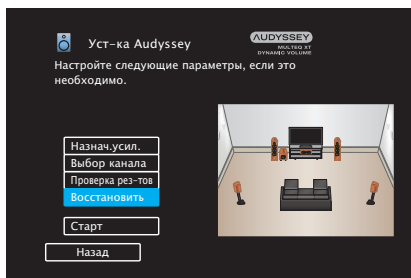 Уст-ка Audyssey
AUDYSSEY
MULTEQ XT
DYNAMIC VOLUME
Настройте следующие параметры, если это
необходимо.
Назнач.усил.
Выбор канала
Проверка рез-тов
Восстановить
Старт
Назад